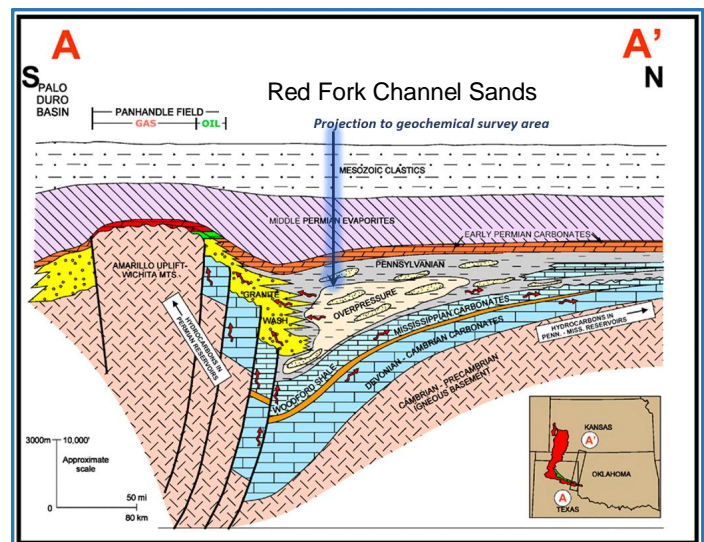 A
A'
S
N
PALO
DURO
BASIN
PANHANDLE FIELD
GAS
OIL
Red Fork Channel Sands
Projection to geochemical survey area
MESOZOIC CLASTICS
MIDDLE PERMIAN EVAPORITES
EARLY PERMIAN CARBONATES
PENNSYLVANIAN
AMARILLO UPLIFT-
WICHITA MTS.
GRANITE
WASH
OVERPRESSURE
MISSISSIPPIAN CARBONATES
WOODFORD SHALE
DEVONIAN - CAMBRIAN CARBONATES
HYDROCARBONS IN
PERMIAN RESERVOIRS
HYDROCARBONS IN
PENN. - MISS. RESERVOIRS
CAMBRIAN - PRECAMBRIAN
IGNEOUS BASEMENT
3000m
10,000'
Approximate
scale
0
50 mi
80 km
KANSAS
A'
OKLAHOMA
A
TEXAS